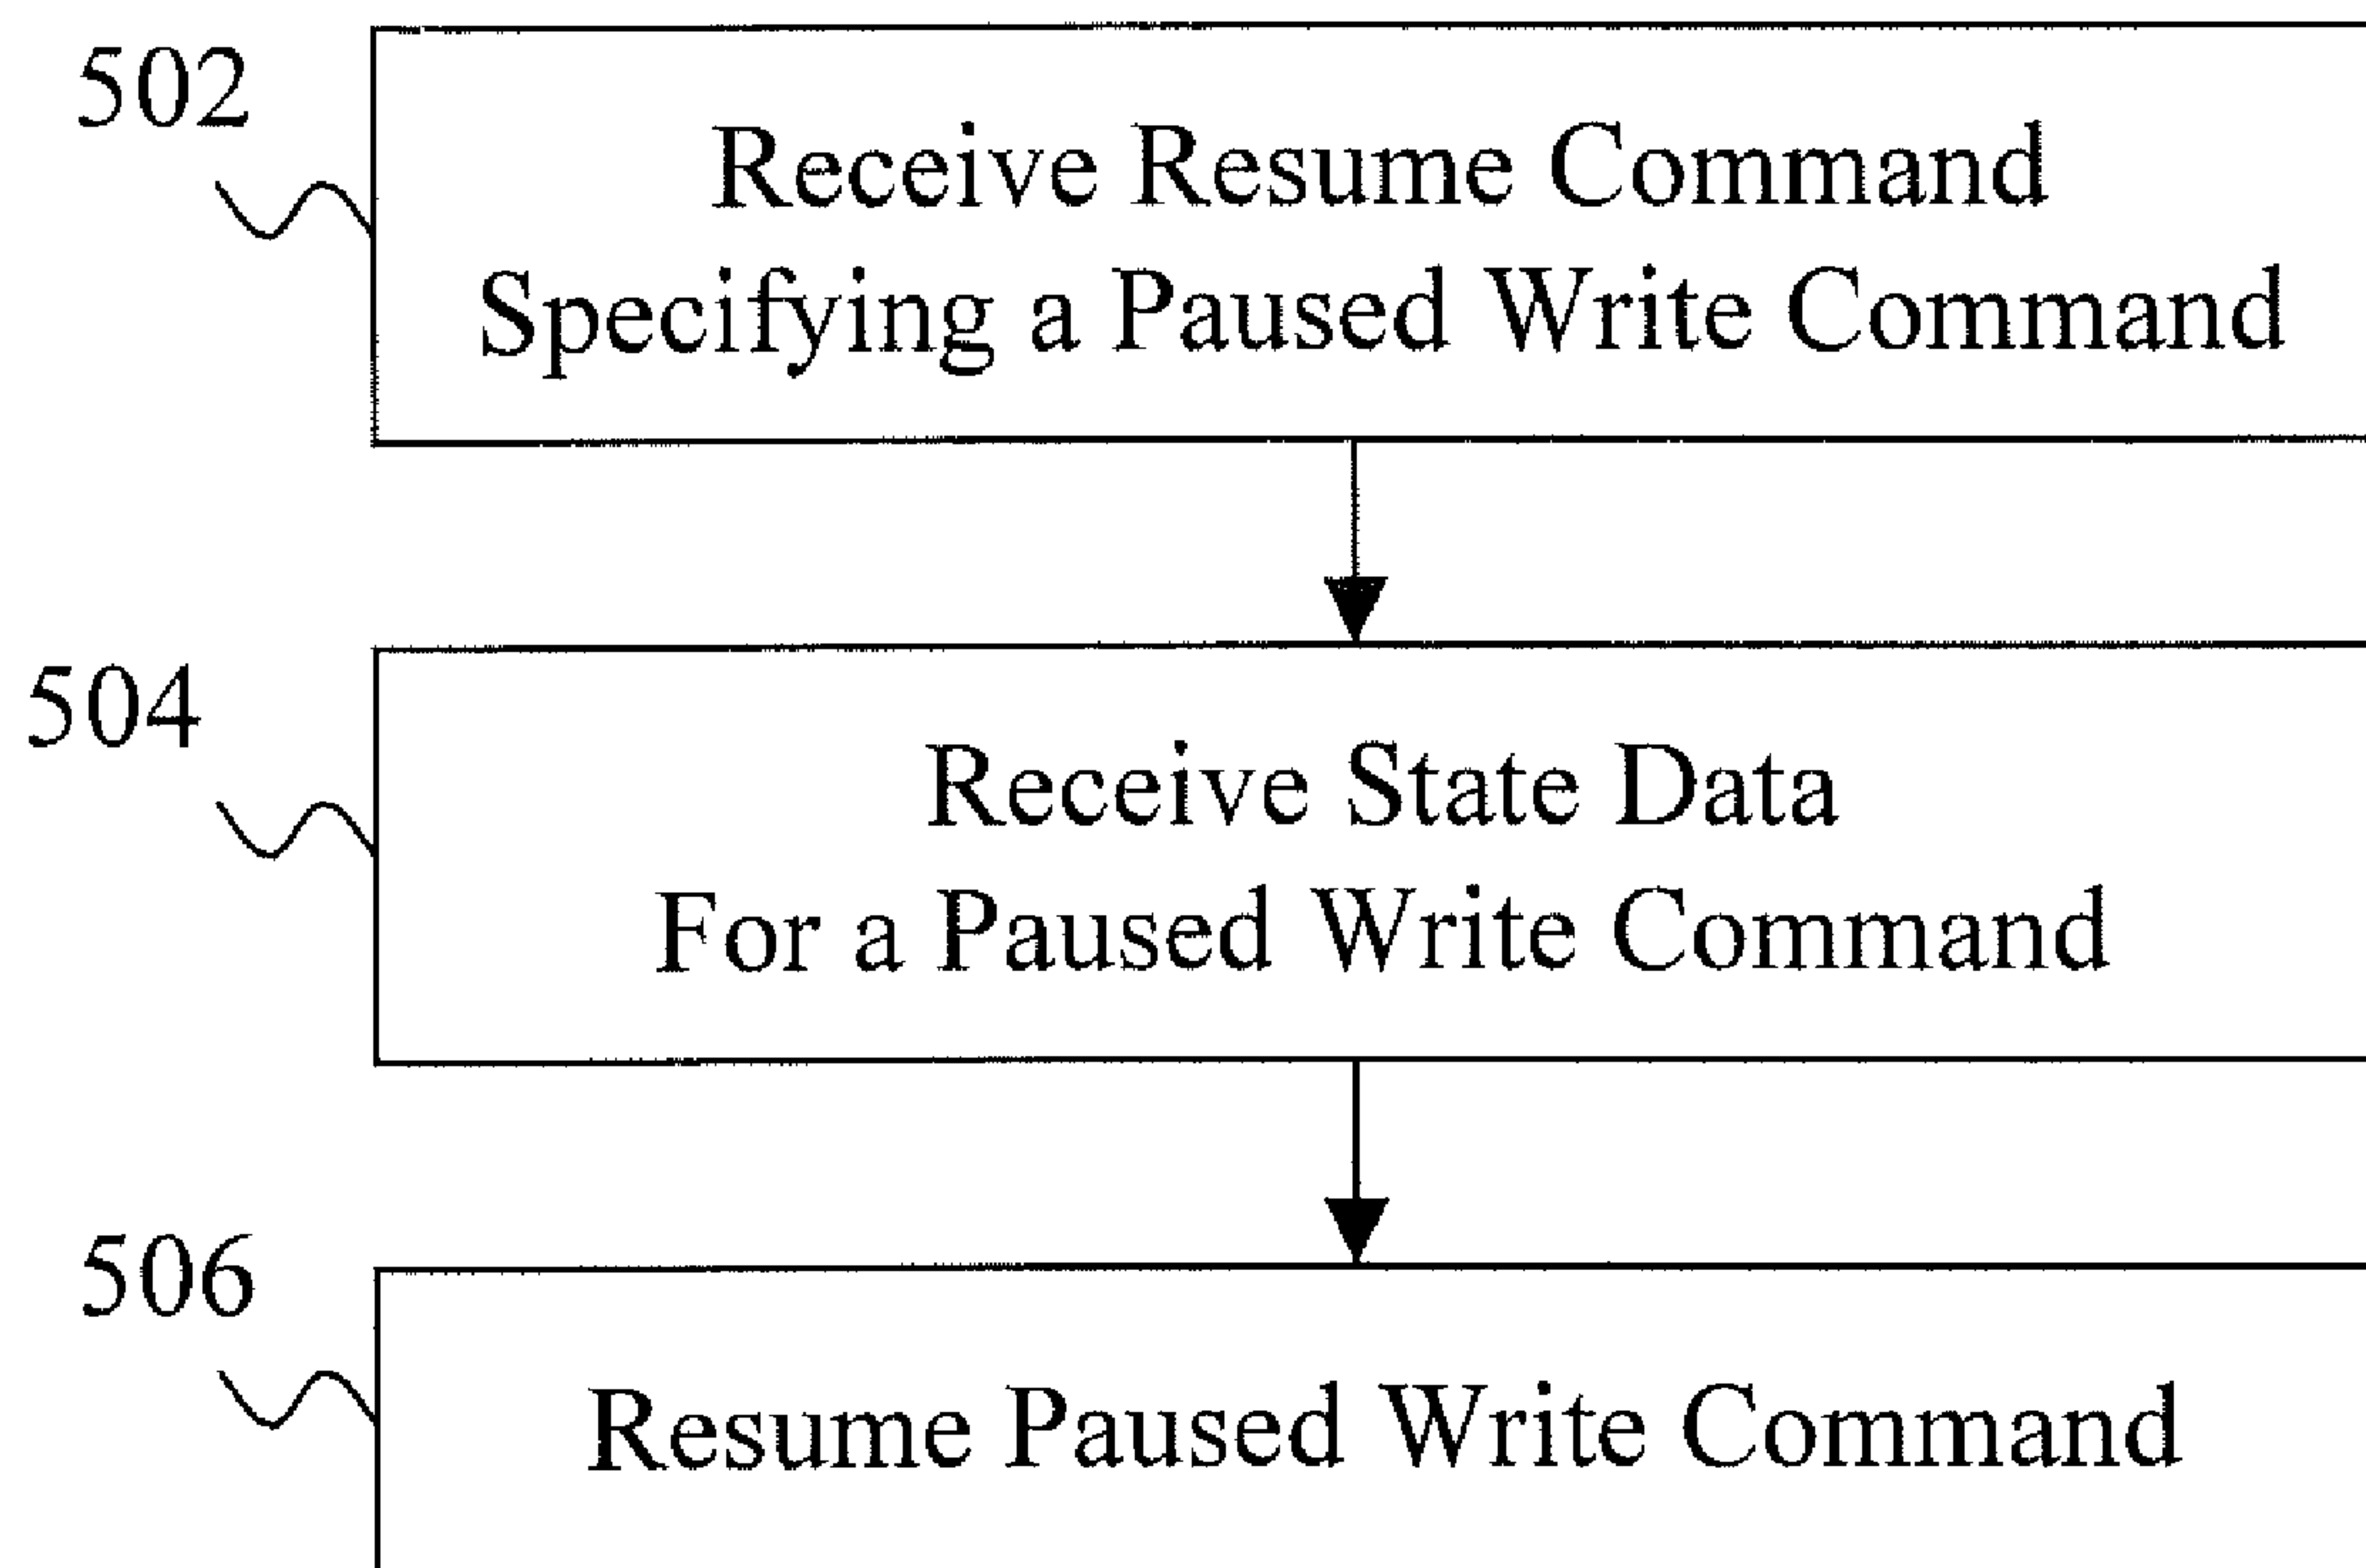 502
Receive Resume Command
Specifying a Paused Write Command
504
Receive State Data
For a Paused Write Command
506
Resume Paused Write Command